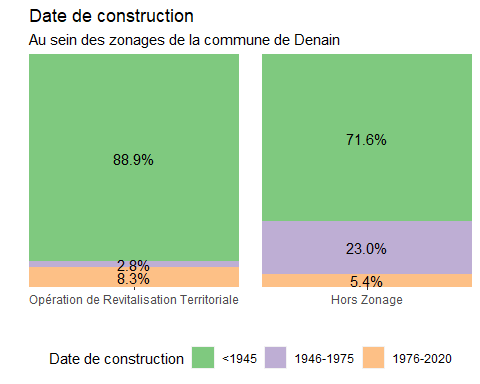 Date de construction
Au sein des zonages de la commune de Denain
88.9%
2.8%
8.3%
71.6%
23.0%
5.4%
Opération de Revitalisation Territoriale
Hors Zonage
Date de construction <1945 1946-1975 1976-2020